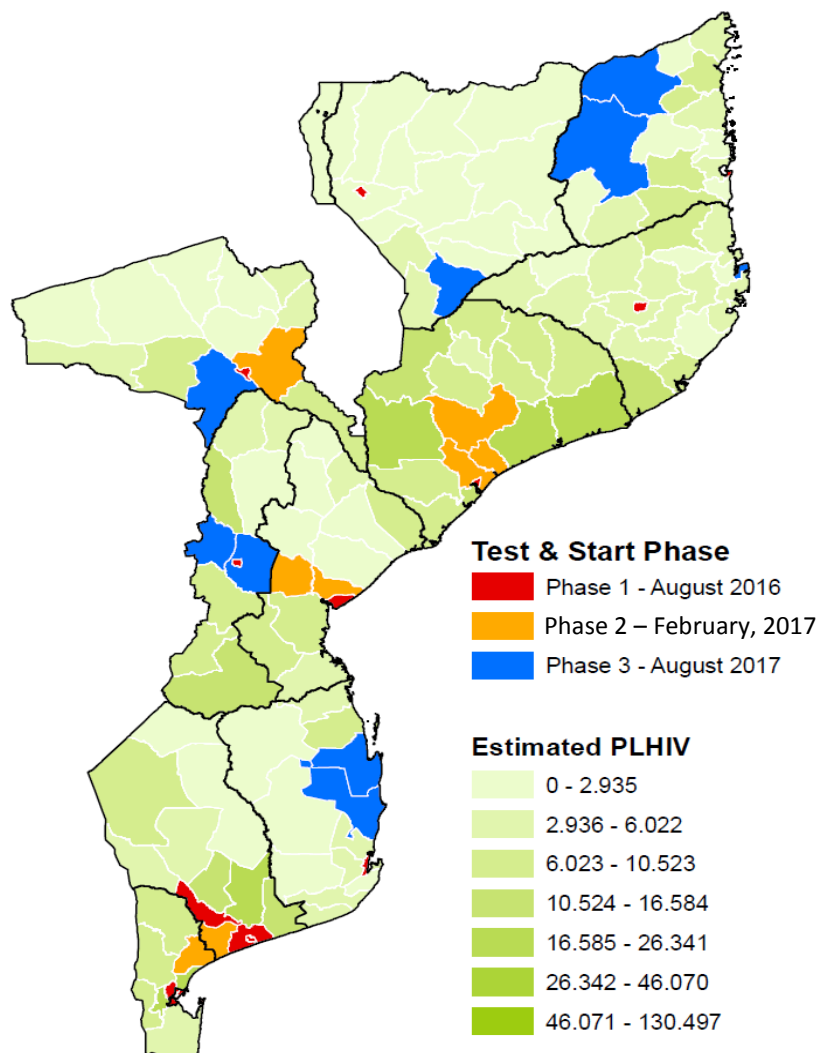 Test & Start Phase
Phase 1 - August 2016
Phase 2 – February, 2017
Phase 3 - August 2017
Estimated PLHIV
0 - 2.935
2.936 - 6.022
6.023 - 10.523
10.524 - 16.584
16.585 - 26.341
26.342 - 46.070
46.071 - 130.497